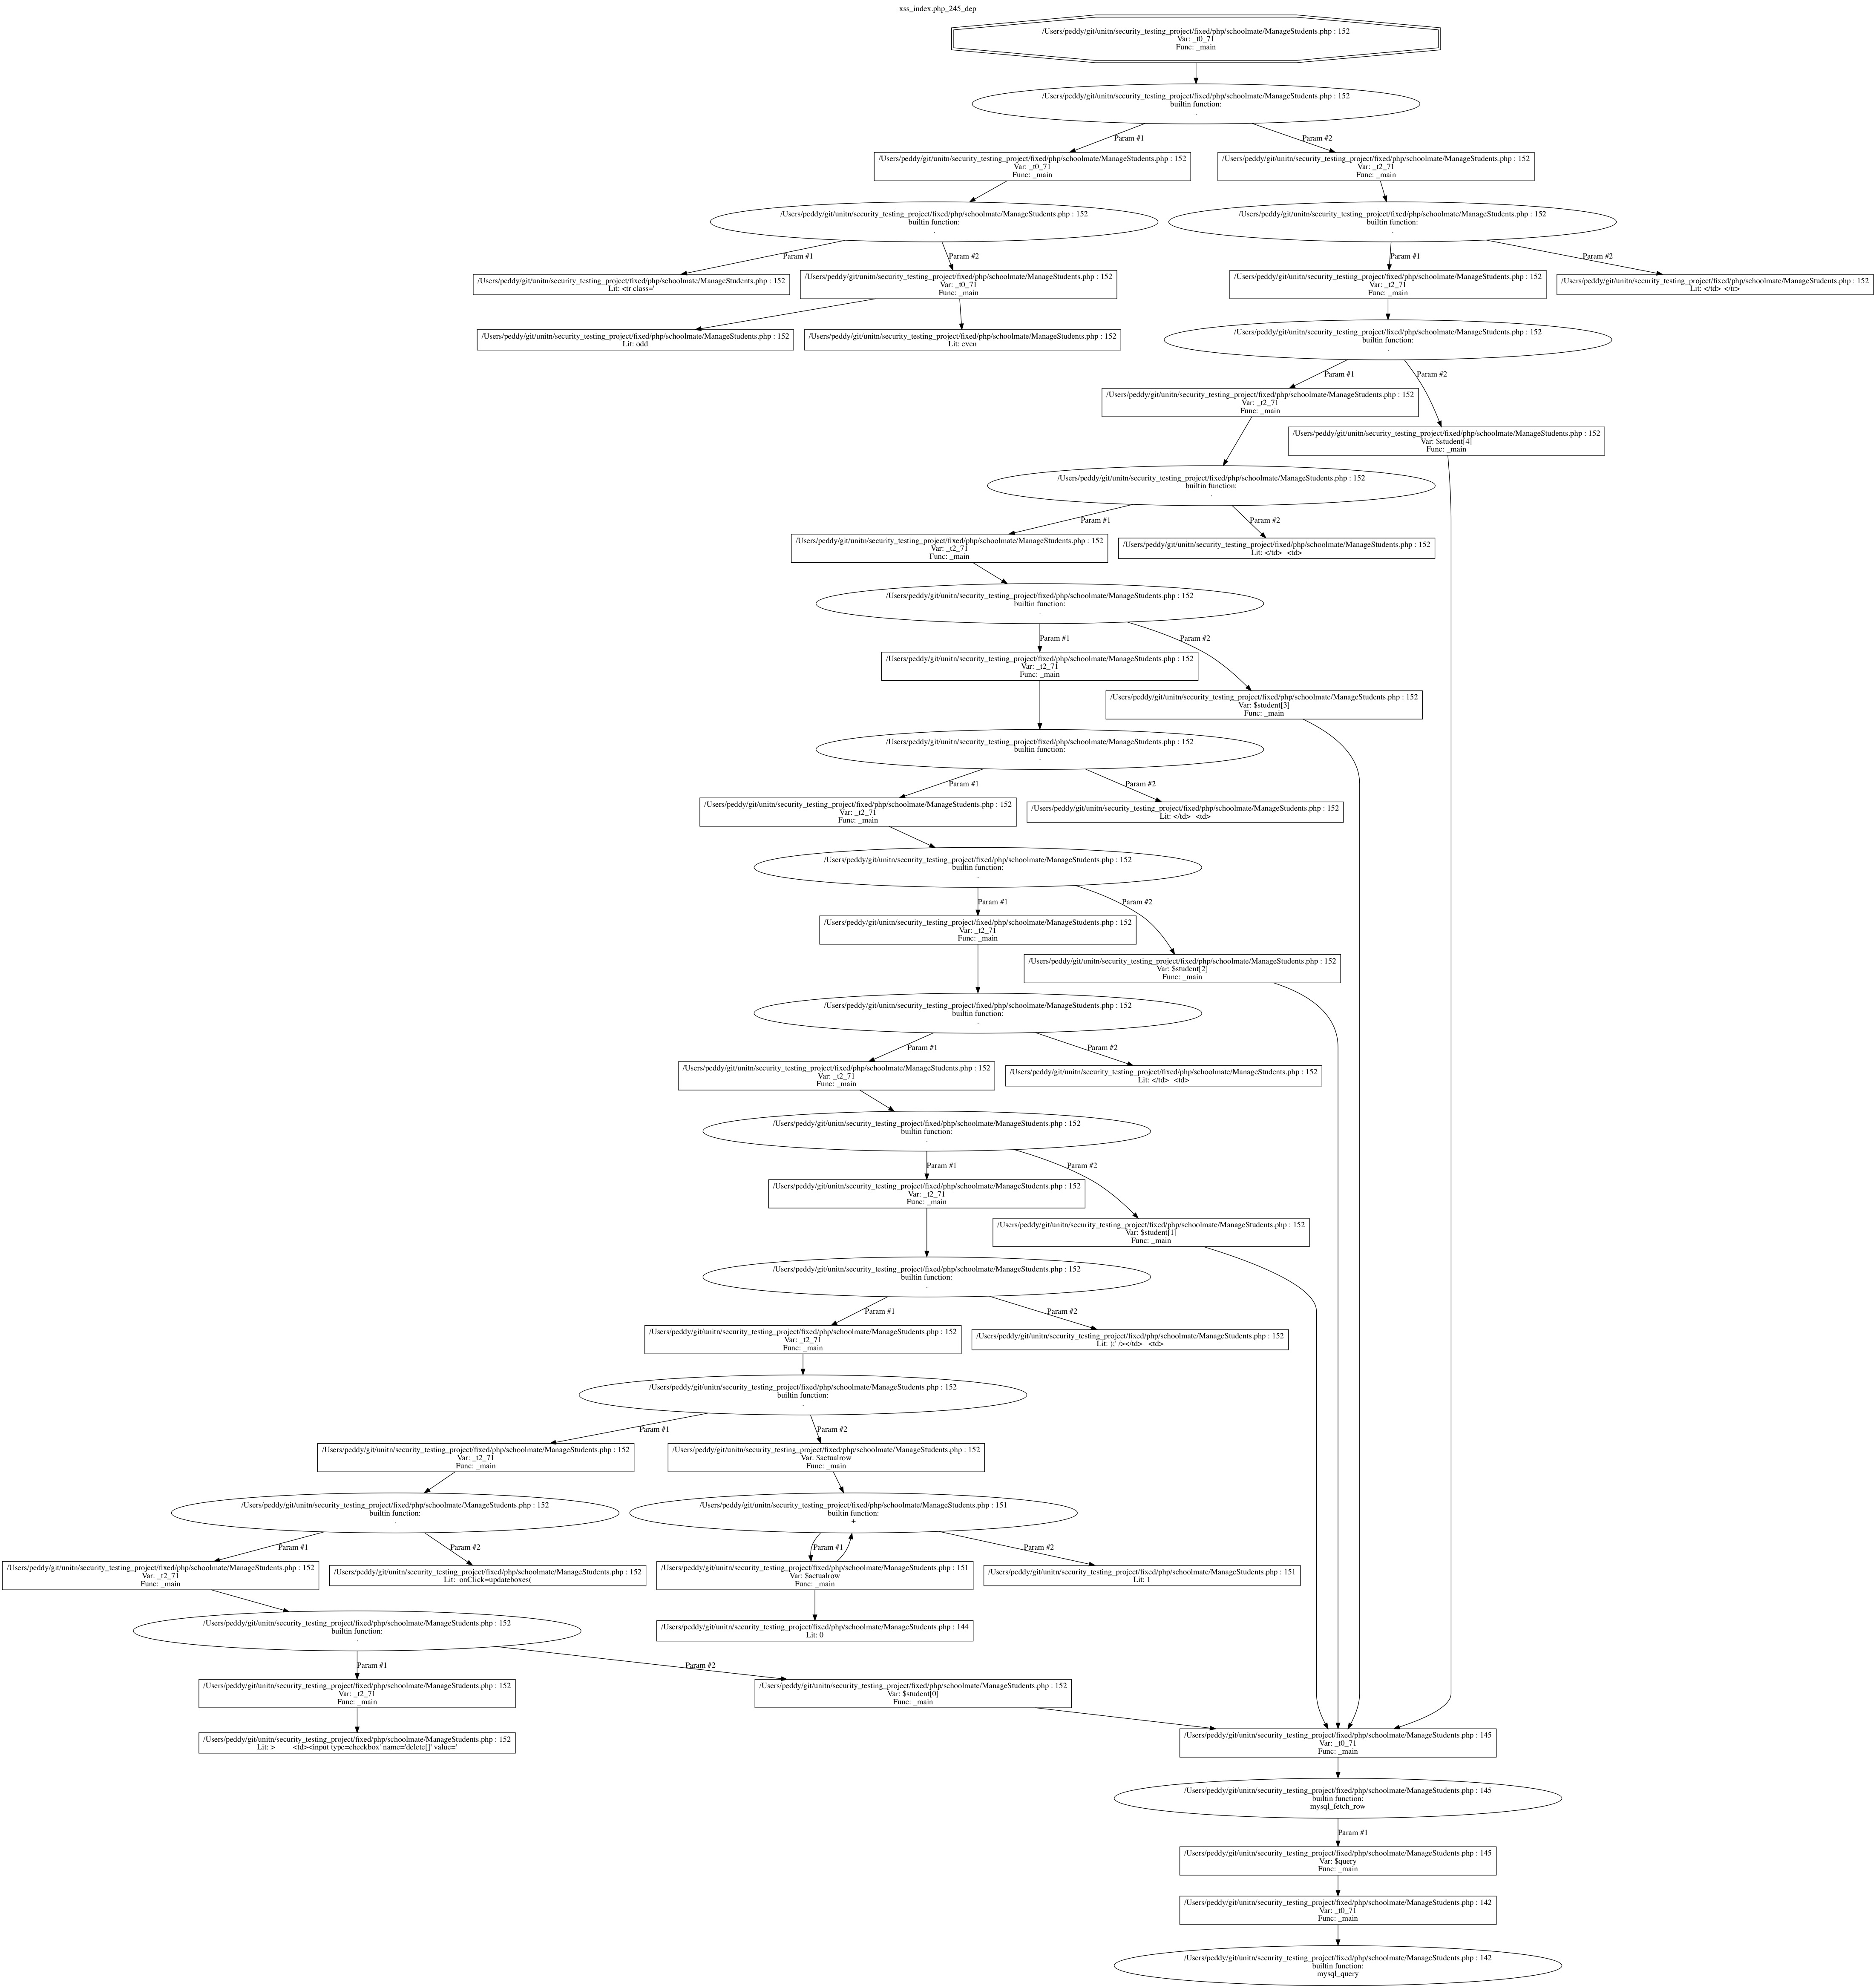 xss_index.php_245_dep
/Users/peddy/git/unitn/security_testing_project/fixed/php/schoolmate/ManageStudents.php : 152
Var: _t0_71
Func: _main
/Users/peddy/git/unitn/security_testing_project/fixed/php/schoolmate/ManageStudents.php : 152
builtin function:
.
Param #1
Param #2
/Users/peddy/git/unitn/security_testing_project/fixed/php/schoolmate/ManageStudents.php : 152
Var: _t0_71
Func: _main
/Users/peddy/git/unitn/security_testing_project/fixed/php/schoolmate/ManageStudents.php : 152
Var: _t2_71
Func: _main
/Users/peddy/git/unitn/security_testing_project/fixed/php/schoolmate/ManageStudents.php : 152
builtin function:
.
/Users/peddy/git/unitn/security_testing_project/fixed/php/schoolmate/ManageStudents.php : 152
builtin function:
.
Param #1
Param #2
Param #1
Param #2
/Users/peddy/git/unitn/security_testing_project/fixed/php/schoolmate/ManageStudents.php : 152
Lit: <tr class='
/Users/peddy/git/unitn/security_testing_project/fixed/php/schoolmate/ManageStudents.php : 152
Var: _t0_71
Func: _main
/Users/peddy/git/unitn/security_testing_project/fixed/php/schoolmate/ManageStudents.php : 152
Var: _t2_71
Func: _main
/Users/peddy/git/unitn/security_testing_project/fixed/php/schoolmate/ManageStudents.php : 152
Lit: </td> </tr>
/Users/peddy/git/unitn/security_testing_project/fixed/php/schoolmate/ManageStudents.php : 152
Lit: odd
/Users/peddy/git/unitn/security_testing_project/fixed/php/schoolmate/ManageStudents.php : 152
Lit: even
/Users/peddy/git/unitn/security_testing_project/fixed/php/schoolmate/ManageStudents.php : 152
builtin function:
.
Param #1
Param #2
/Users/peddy/git/unitn/security_testing_project/fixed/php/schoolmate/ManageStudents.php : 152
Var: _t2_71
Func: _main
/Users/peddy/git/unitn/security_testing_project/fixed/php/schoolmate/ManageStudents.php : 152
Var: $student[4]
Func: _main
/Users/peddy/git/unitn/security_testing_project/fixed/php/schoolmate/ManageStudents.php : 152
builtin function:
.
Param #1
Param #2
/Users/peddy/git/unitn/security_testing_project/fixed/php/schoolmate/ManageStudents.php : 152
Var: _t2_71
Func: _main
/Users/peddy/git/unitn/security_testing_project/fixed/php/schoolmate/ManageStudents.php : 152
Lit: </td> <td>
/Users/peddy/git/unitn/security_testing_project/fixed/php/schoolmate/ManageStudents.php : 152
builtin function:
.
Param #1
Param #2
/Users/peddy/git/unitn/security_testing_project/fixed/php/schoolmate/ManageStudents.php : 152
Var: _t2_71
Func: _main
/Users/peddy/git/unitn/security_testing_project/fixed/php/schoolmate/ManageStudents.php : 152
Var: $student[3]
Func: _main
/Users/peddy/git/unitn/security_testing_project/fixed/php/schoolmate/ManageStudents.php : 152
builtin function:
.
Param #1
Param #2
/Users/peddy/git/unitn/security_testing_project/fixed/php/schoolmate/ManageStudents.php : 152
Var: _t2_71
Func: _main
/Users/peddy/git/unitn/security_testing_project/fixed/php/schoolmate/ManageStudents.php : 152
Lit: </td> <td>
/Users/peddy/git/unitn/security_testing_project/fixed/php/schoolmate/ManageStudents.php : 152
builtin function:
.
Param #1
Param #2
/Users/peddy/git/unitn/security_testing_project/fixed/php/schoolmate/ManageStudents.php : 152
Var: _t2_71
Func: _main
/Users/peddy/git/unitn/security_testing_project/fixed/php/schoolmate/ManageStudents.php : 152
Var: $student[2]
Func: _main
/Users/peddy/git/unitn/security_testing_project/fixed/php/schoolmate/ManageStudents.php : 152
builtin function:
.
Param #1
Param #2
/Users/peddy/git/unitn/security_testing_project/fixed/php/schoolmate/ManageStudents.php : 152
Var: _t2_71
Func: _main
/Users/peddy/git/unitn/security_testing_project/fixed/php/schoolmate/ManageStudents.php : 152
Lit: </td> <td>
/Users/peddy/git/unitn/security_testing_project/fixed/php/schoolmate/ManageStudents.php : 152
builtin function:
.
Param #1
Param #2
/Users/peddy/git/unitn/security_testing_project/fixed/php/schoolmate/ManageStudents.php : 152
Var: _t2_71
Func: _main
/Users/peddy/git/unitn/security_testing_project/fixed/php/schoolmate/ManageStudents.php : 152
Var: $student[1]
Func: _main
/Users/peddy/git/unitn/security_testing_project/fixed/php/schoolmate/ManageStudents.php : 152
builtin function:
.
Param #1
Param #2
/Users/peddy/git/unitn/security_testing_project/fixed/php/schoolmate/ManageStudents.php : 152
Var: _t2_71
Func: _main
/Users/peddy/git/unitn/security_testing_project/fixed/php/schoolmate/ManageStudents.php : 152
Lit: );' /></td> <td>
/Users/peddy/git/unitn/security_testing_project/fixed/php/schoolmate/ManageStudents.php : 152
builtin function:
.
Param #1
Param #2
/Users/peddy/git/unitn/security_testing_project/fixed/php/schoolmate/ManageStudents.php : 152
Var: _t2_71
Func: _main
/Users/peddy/git/unitn/security_testing_project/fixed/php/schoolmate/ManageStudents.php : 152
Var: $actualrow
Func: _main
/Users/peddy/git/unitn/security_testing_project/fixed/php/schoolmate/ManageStudents.php : 152
builtin function:
.
/Users/peddy/git/unitn/security_testing_project/fixed/php/schoolmate/ManageStudents.php : 151
builtin function:
+
Param #1
Param #2
Param #1
Param #2
/Users/peddy/git/unitn/security_testing_project/fixed/php/schoolmate/ManageStudents.php : 152
Var: _t2_71
Func: _main
/Users/peddy/git/unitn/security_testing_project/fixed/php/schoolmate/ManageStudents.php : 152
Lit: onClick=updateboxes(
/Users/peddy/git/unitn/security_testing_project/fixed/php/schoolmate/ManageStudents.php : 151
Var: $actualrow
Func: _main
/Users/peddy/git/unitn/security_testing_project/fixed/php/schoolmate/ManageStudents.php : 151
Lit: 1
/Users/peddy/git/unitn/security_testing_project/fixed/php/schoolmate/ManageStudents.php : 152
builtin function:
.
/Users/peddy/git/unitn/security_testing_project/fixed/php/schoolmate/ManageStudents.php : 144
Lit: 0
Param #1
Param #2
/Users/peddy/git/unitn/security_testing_project/fixed/php/schoolmate/ManageStudents.php : 152
Var: _t2_71
Func: _main
/Users/peddy/git/unitn/security_testing_project/fixed/php/schoolmate/ManageStudents.php : 152
Var: $student[0]
Func: _main
/Users/peddy/git/unitn/security_testing_project/fixed/php/schoolmate/ManageStudents.php : 152
Lit: > <td><input type=checkbox' name='delete[]' value='
/Users/peddy/git/unitn/security_testing_project/fixed/php/schoolmate/ManageStudents.php : 145
Var: _t0_71
Func: _main
/Users/peddy/git/unitn/security_testing_project/fixed/php/schoolmate/ManageStudents.php : 145
builtin function:
mysql_fetch_row
Param #1
/Users/peddy/git/unitn/security_testing_project/fixed/php/schoolmate/ManageStudents.php : 145
Var: $query
Func: _main
/Users/peddy/git/unitn/security_testing_project/fixed/php/schoolmate/ManageStudents.php : 142
Var: _t0_71
Func: _main
/Users/peddy/git/unitn/security_testing_project/fixed/php/schoolmate/ManageStudents.php : 142
builtin function:
mysql_query